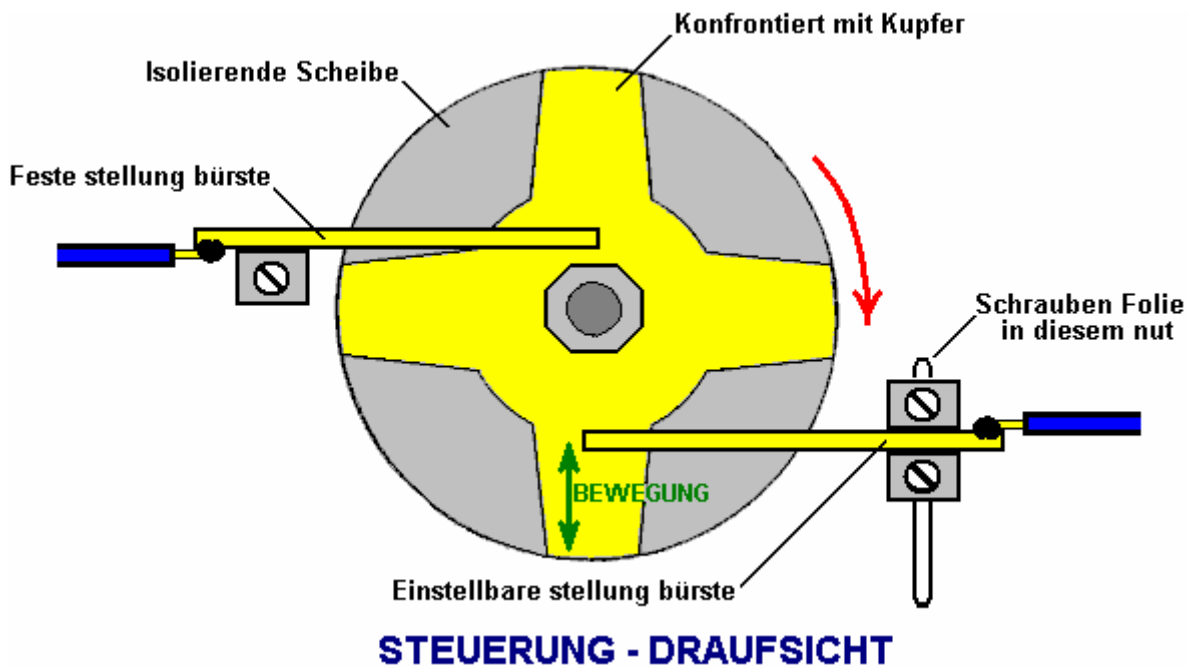 Konfrontiert mit Kupfer
Isolierende Scheibe
Feste stellung bürste
Schrauben Folie
in diesem nut
BEWEGUNG
Einstellbare stellung bürste
STEUERUNG - DRAUFSICHT